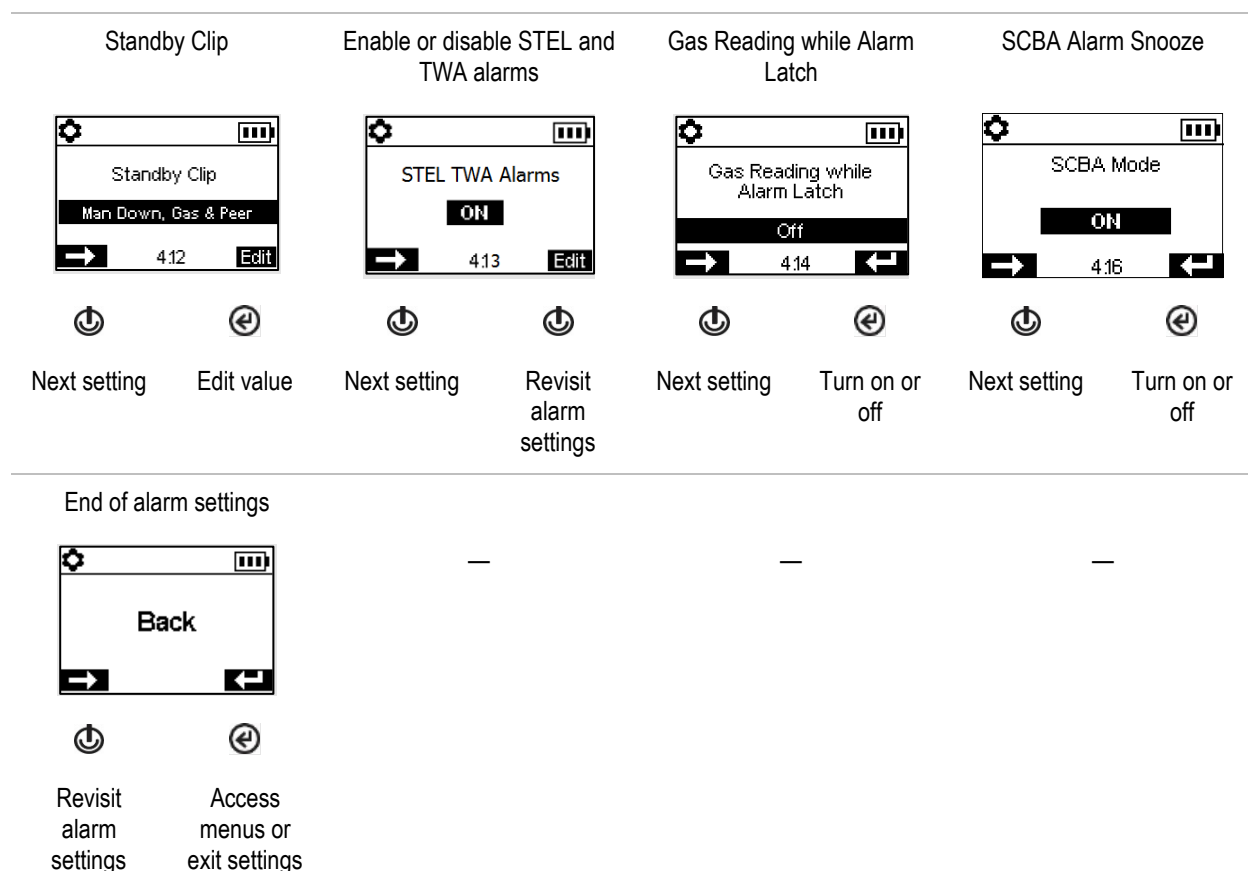 Standby Clip
Enable or disable STEL and
TWA alarms
Gas Reading while Alarm
Latch
SCBA Alarm Snooze
Standby Clip
Man Down, Gas & Peer
4.12 Edit
STEL TWA Alarms
ON
4.13 Edit
Gas Reading while
Alarm Latch
Off
4.14
SCBA Mode
ON
4.16
Next setting
Edit value
Next setting
Revisit
alarm
settings
Next setting
Turn on or
off
Next setting
Turn on or
off
End of alarm settings
Back
—
—
—
Revisit
alarm
settings
Access
menus or
exit settings